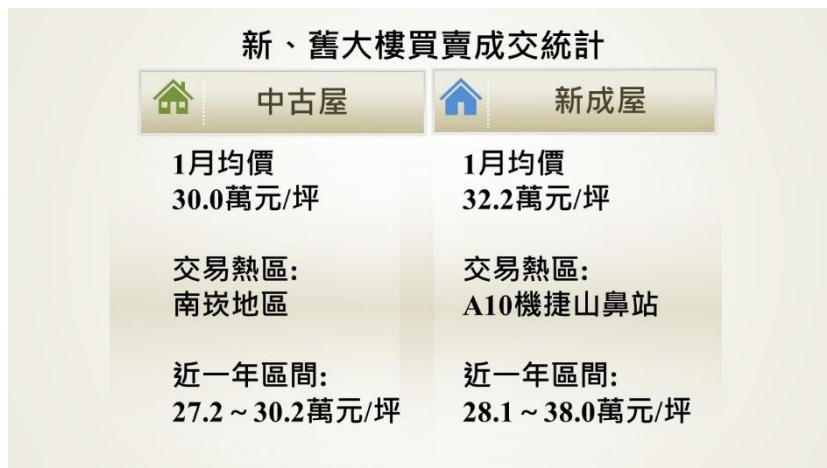 新、舊大樓買賣成交統計
中古屋
1月均價
30.0萬元/坪
交易熱區:
南崁地區
近一年區間:
27.2～30.2萬元/坪
新成屋
1月均價
32.2萬元/坪
交易熱區:
A10機捷山鼻站
近一年區間:
28.1～38.0萬元/坪